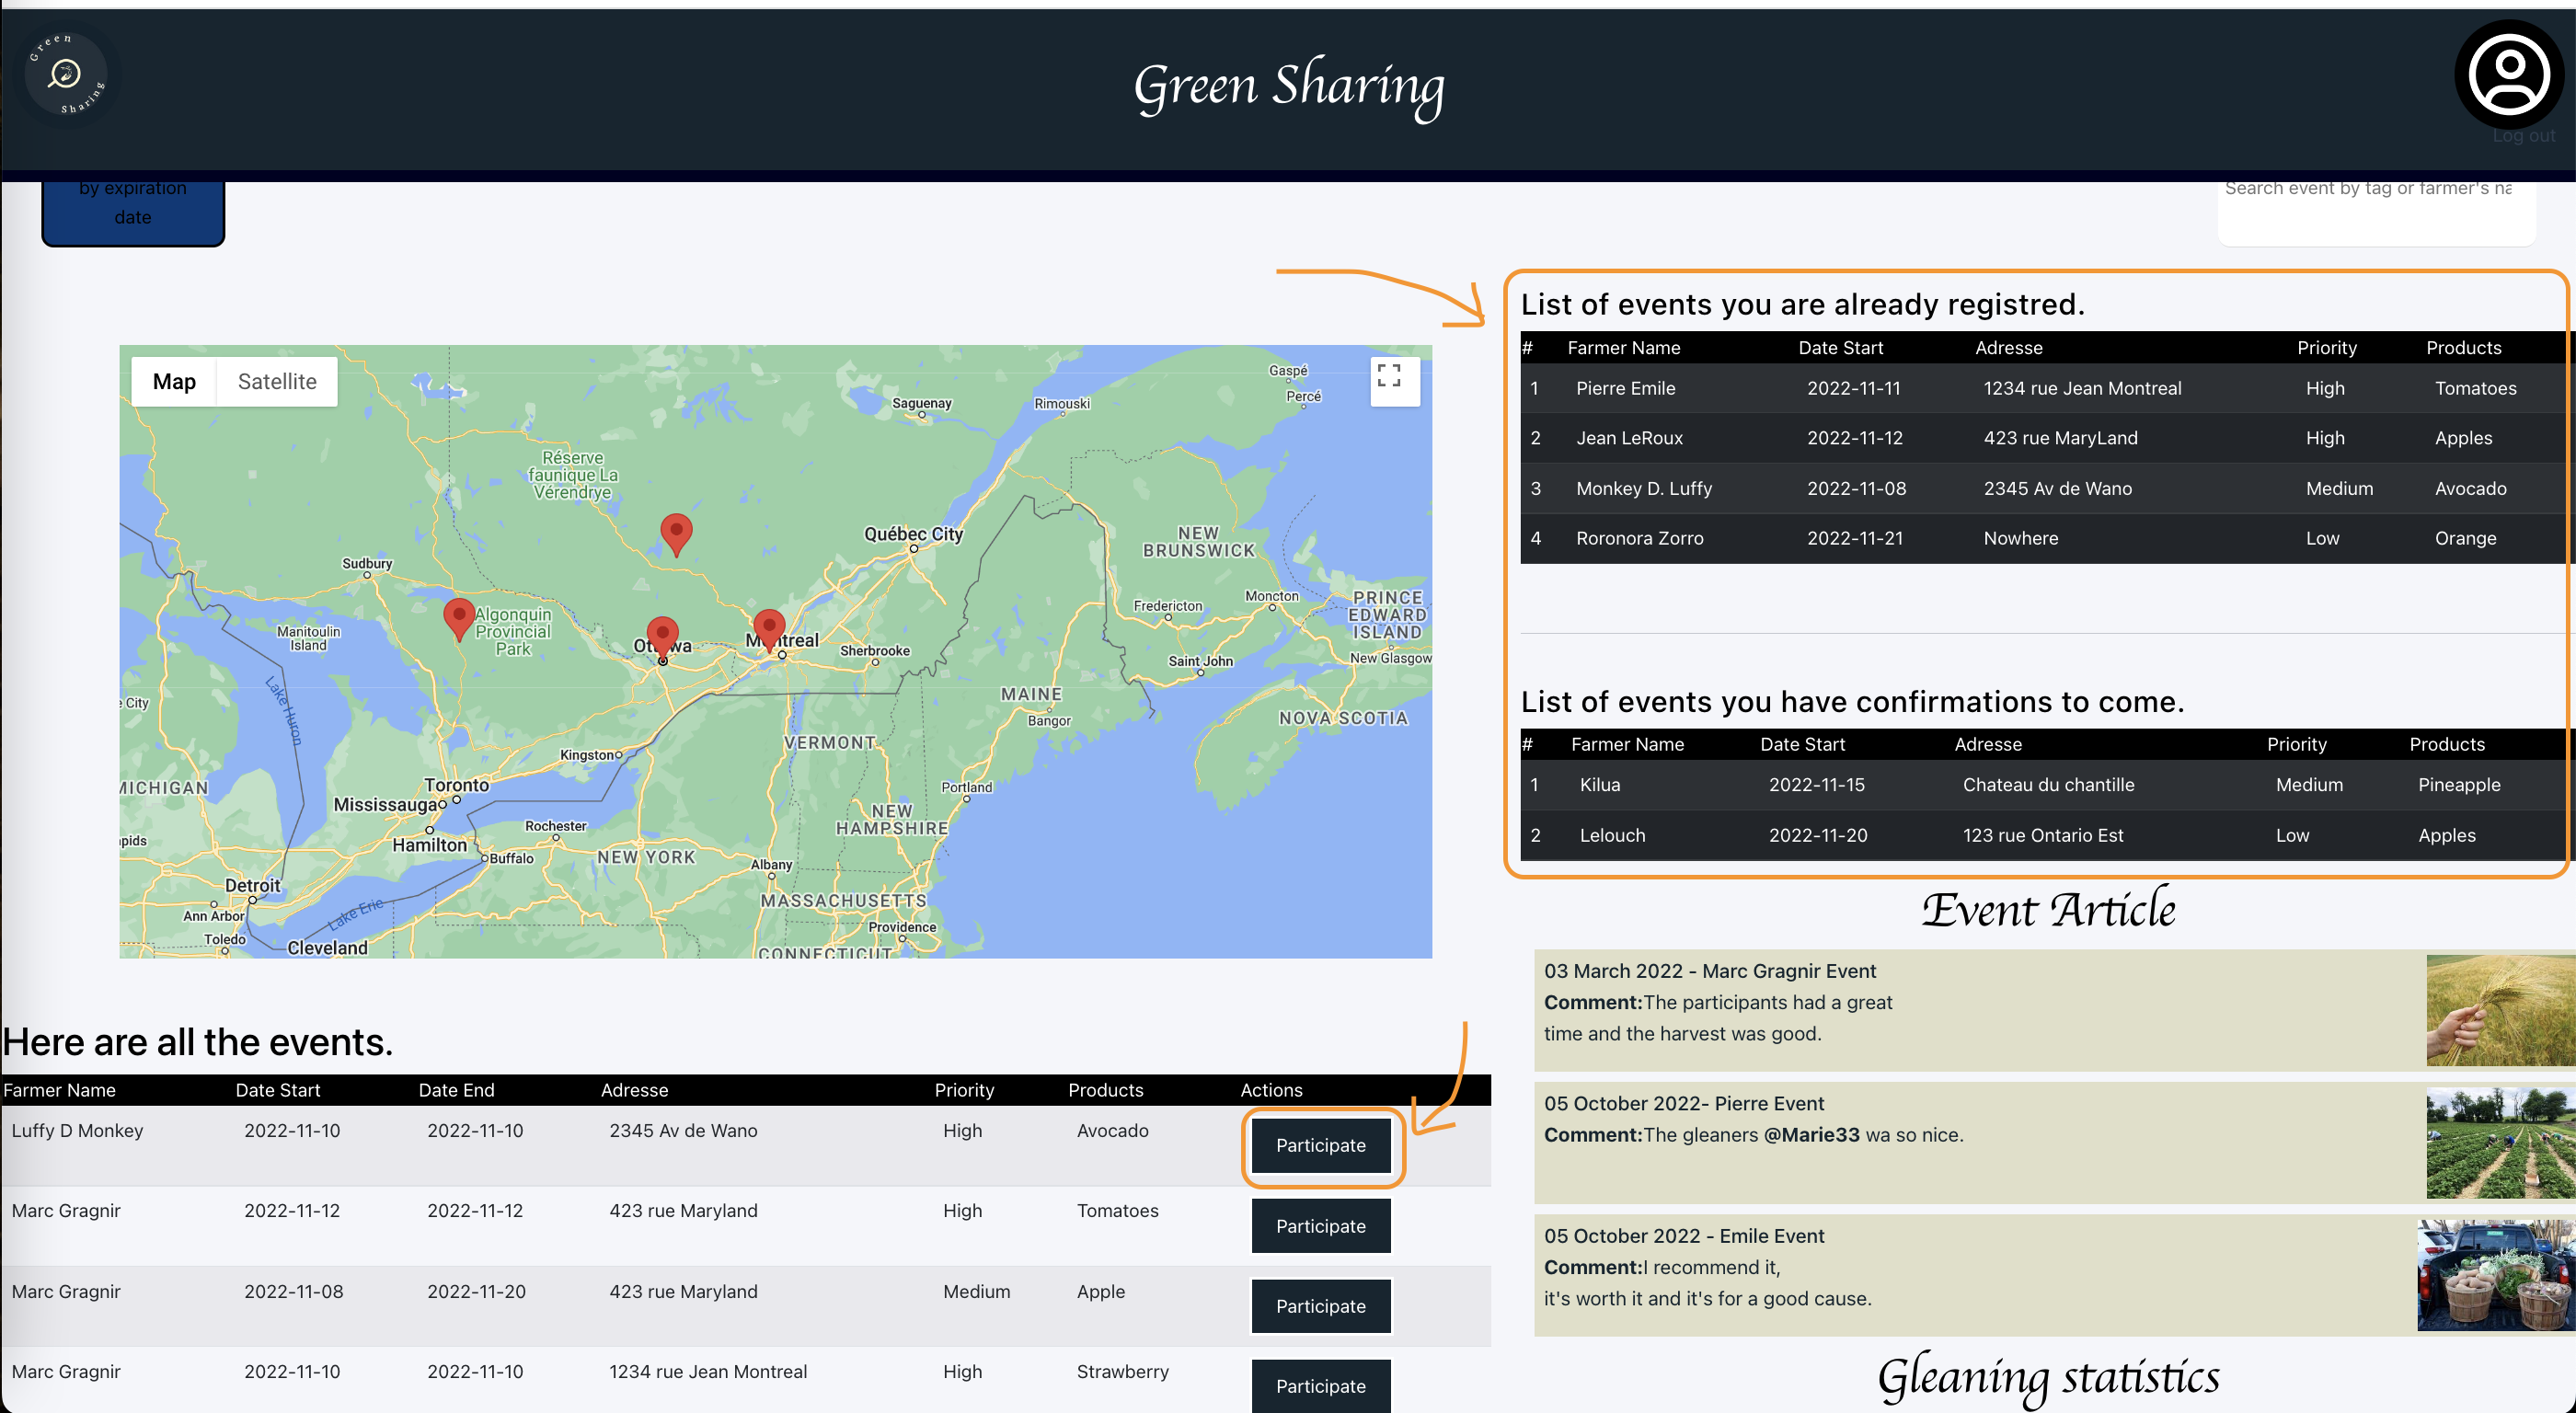 Green
Sharing
Green Sharing
Log out
by expiration
date
Search event by tag or farmer's na
Map Satellite
Gaspé
Percé
Saguenay
Rimouski
Réserve
faunique La
Vérendrye
Québec City
NEW
BRUNSWICK
Sudbury
Algonquin
Provincial
Park
Manitoulin
Island
Ottawa
Montreal
Sherbrooke
Fredericton
Moncton
PRINCE
EDWARD
ISLAND
New Glasgow
Saint John
Lake Huron
e City
MAINE
Bangor
NOVA SCOTIA
VERMONT
Kingston
MICHIGAN
Toronto
Mississauga
Portland
NEW
HAMPSHIRE
Rochester
Hamilton
Buffalo
NEW YORK
Albany
apids
Detroit
MASSACHUSETTS
Ann Arbor
Lake Erie
Providence
Toledo
Cleveland
CONNECTICUT
List of events you are already registred.
# Farmer Name Date Start Adresse Priority Products
1 Pierre Emile 2022-11-11 1234 rue Jean Montreal High Tomatoes
2 Jean LeRoux 2022-11-12 423 rue MaryLand High Apples
3 Monkey D. Luffy 2022-11-08 2345 Av de Wano Medium Avocado
4 Roronora Zorro 2022-11-21 Nowhere Low Orange
List of events you have confirmations to come.
# Farmer Name Date Start Adresse Priority Products
1 Kilua 2022-11-15 Chateau du chantille Medium Pineapple
2 Lelouch 2022-11-20 123 rue Ontario Est Low Apples
Here are all the events.
Farmer Name Date Start Date End Adresse Priority Products Actions
Luffy D Monkey 2022-11-10 2022-11-10 2345 Av de Wano High Avocado Participate
Marc Gragnir 2022-11-12 2022-11-12 423 rue Maryland High Tomatoes Participate
Marc Gragnir 2022-11-08 2022-11-20 423 rue Maryland Medium Apple Participate
Marc Gragnir 2022-11-10 2022-11-10 1234 rue Jean Montreal High Strawberry Participate
Event Article
03 March 2022 - Marc Gragnir Event
Comment:The participants had a great
time and the harvest was good.
05 October 2022- Pierre Event
Comment:The gleaners @Marie33 wa so nice.
05 October 2022 - Emile Event
Comment:I recommend it,
it's worth it and it's for a good cause.
Gleaning statistics